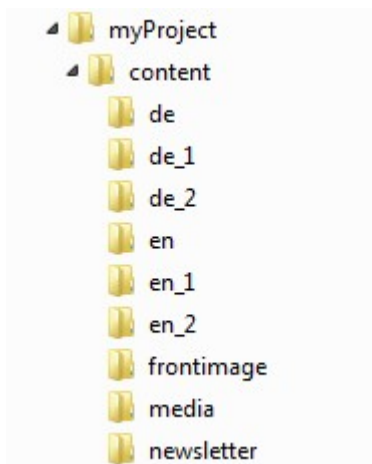 myProject
content
de
de_1
de_2
en
en_1
en_2
frontimage
media
newsletter